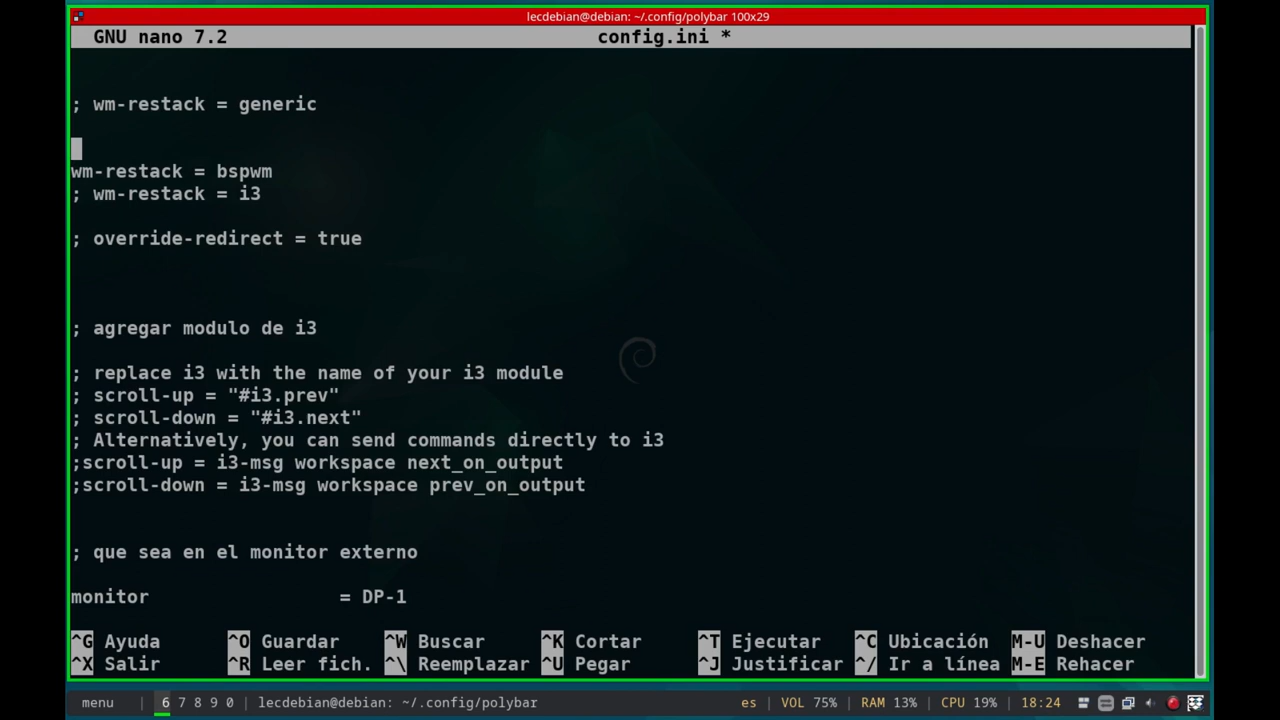 lecdebian@debian: ~/.config/polybar 100x29
GNU nano 7.2 config.ini *
; wm-restack = generic
wm-restack = bspwm
; wm-restack = i3
; override-redirect = true
; agregar modulo de i3
; replace i3 with the name of your i3 module
; scroll-up = "#i3.prev"
; scroll-down = "#i3.next"
; Alternatively, you can send commands directly to i3
;scroll-up = i3-msg workspace next_on_output
;scroll-down = i3-msg workspace prev_on_output
; que sea en el monitor externo
monitor = DP-1
^G Ayuda ^O Guardar ^W Buscar ^K Cortar ^T Ejecutar ^C Ubicación M-U Deshacer
^X Salir ^R Leer fich. ^\ Reemplazar ^U Pegar ^J Justificar ^/ Ir a línea M-E Rehacer
menu | 6 7 8 9 0 | lecdebian@debian: ~/.config/polybar es | VOL 75% | RAM 13% | CPU 19% | 18:24